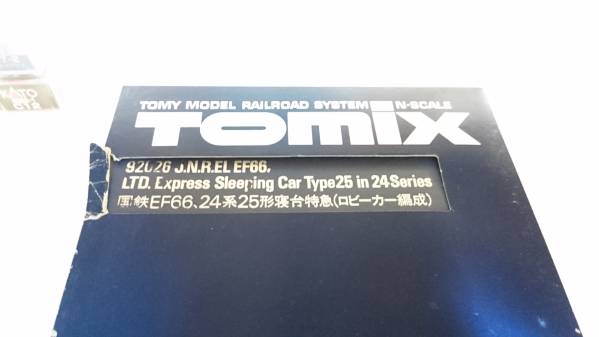 KATO
TOMY MODEL RAILROAD SYSTEM N-SCALE
TOMIX
92026 J.N.R.EL EF66,
LTD. Express Sleeping Car Type25 in 24Series
国鉄EF66、24系25形寝台特急(ロビーカー編成)